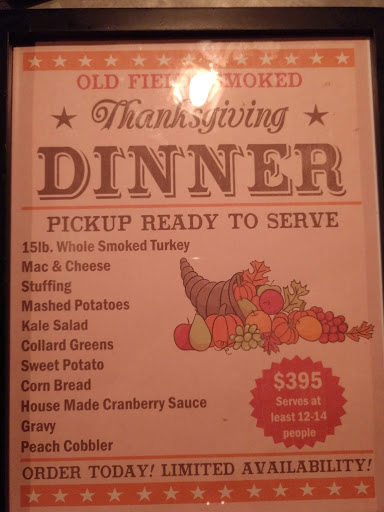 OLD FIELD SMOKED
Thanksgiving
DINNER
PICKUP READY TO SERVE
15lb. Whole Smoked Turkey
Mac & Cheese
Stuffing
Mashed Potatoes
Kale Salad
Collard Greens
Sweet Potato
Corn Bread
House Made Cranberry Sauce
Gravy
Peach Cobbler
$395
Serves at
least 12-14
people
ORDER TODAY! LIMITED AVAILABILITY!